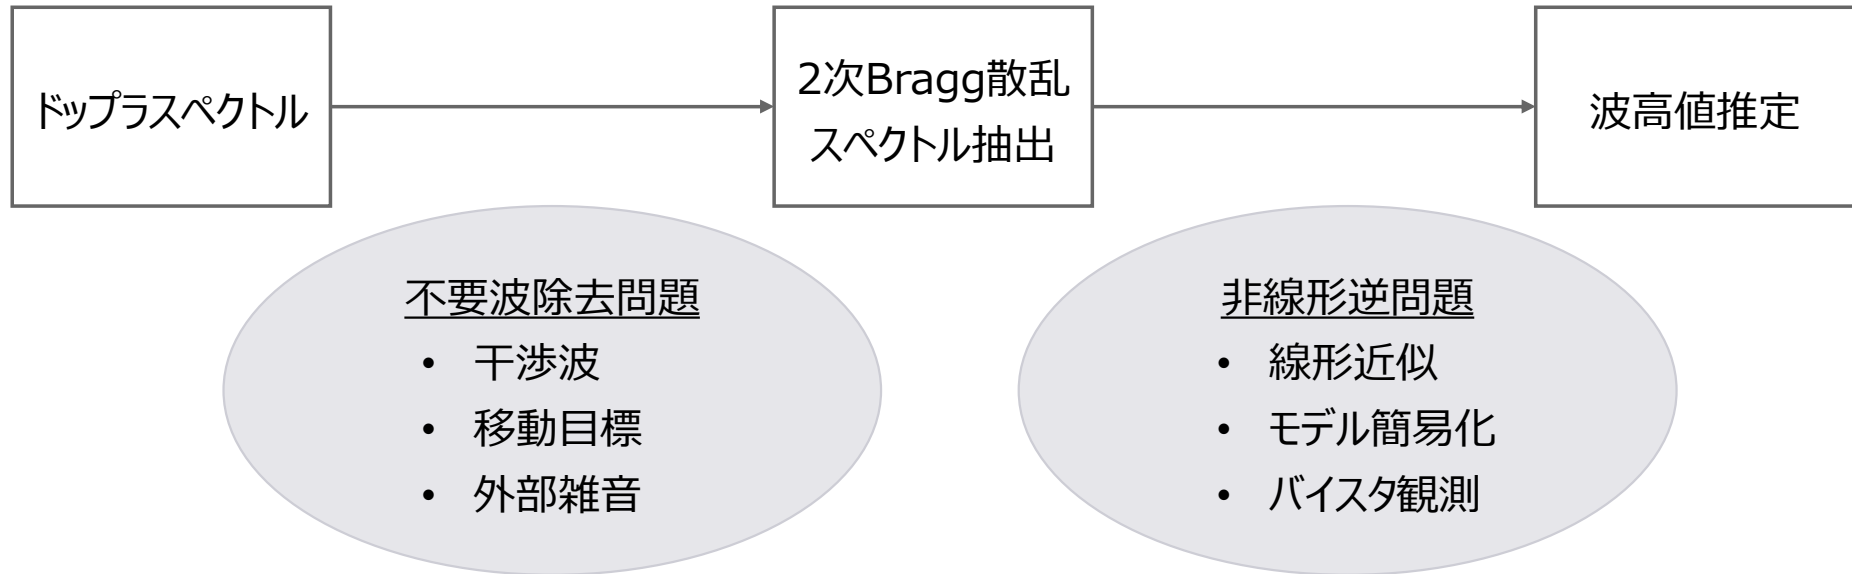 ドップラスペクトル
2次Bragg散乱
スペクトル抽出
波高値推定
不要波除去問題
• 干渉波
• 移動目標
• 外部雑音
非線形逆問題
• 線形近似
• モデル簡易化
• バイスタ観測